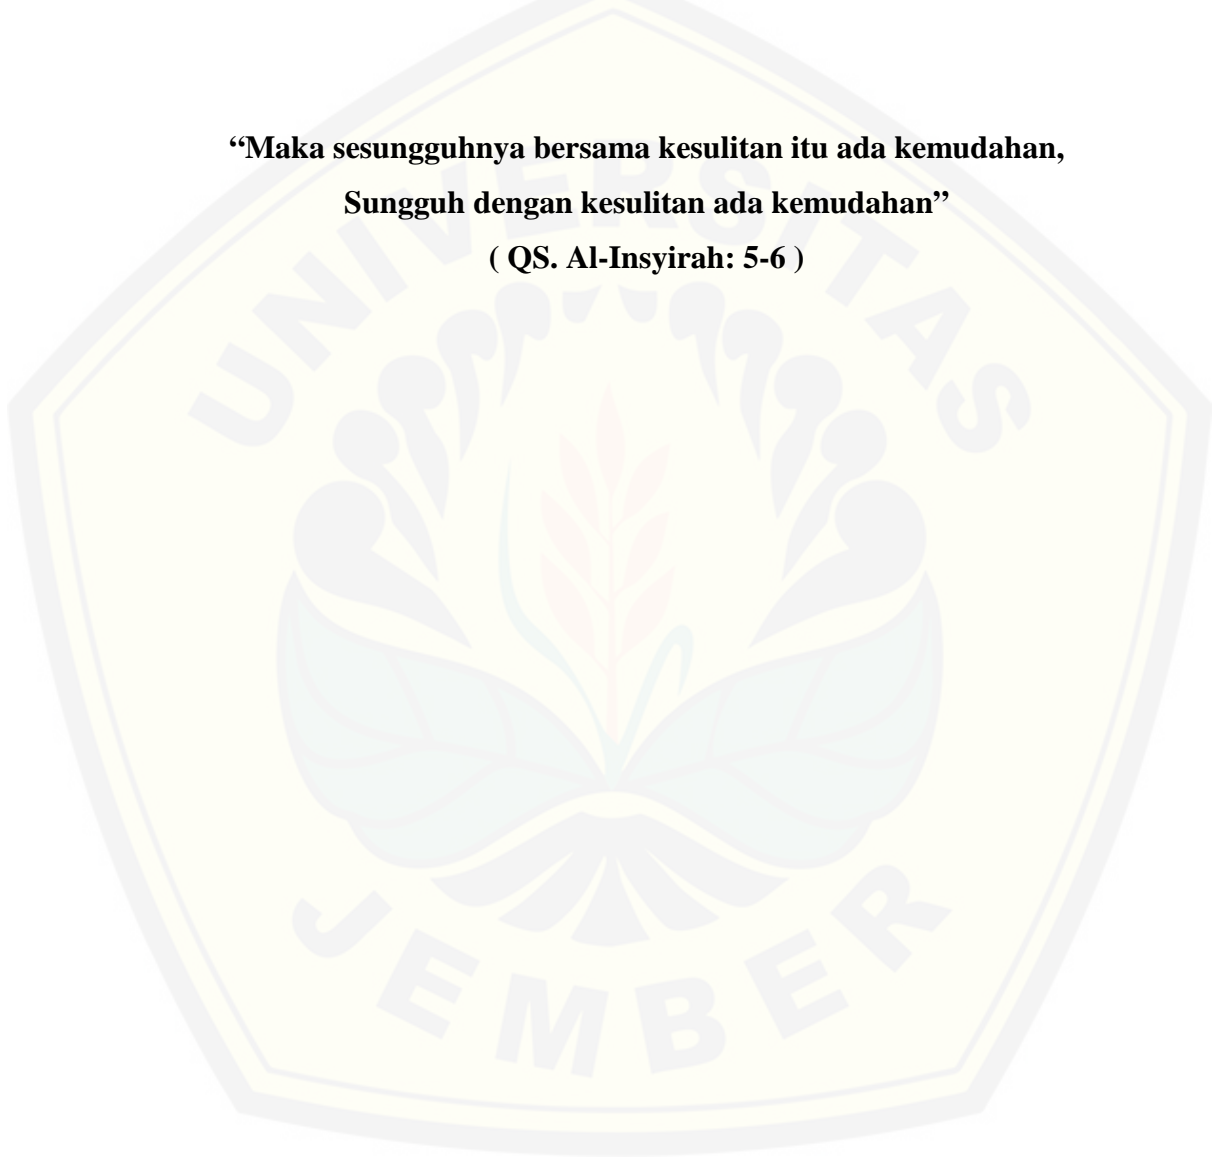 “Maka sesungguhnya bersama kesulitan itu ada kemudahan,
Sungguh dengan kesulitan ada kemudahan”
( QS. Al-Insyirah: 5-6 )
UNIVERSITAS
JEMBER